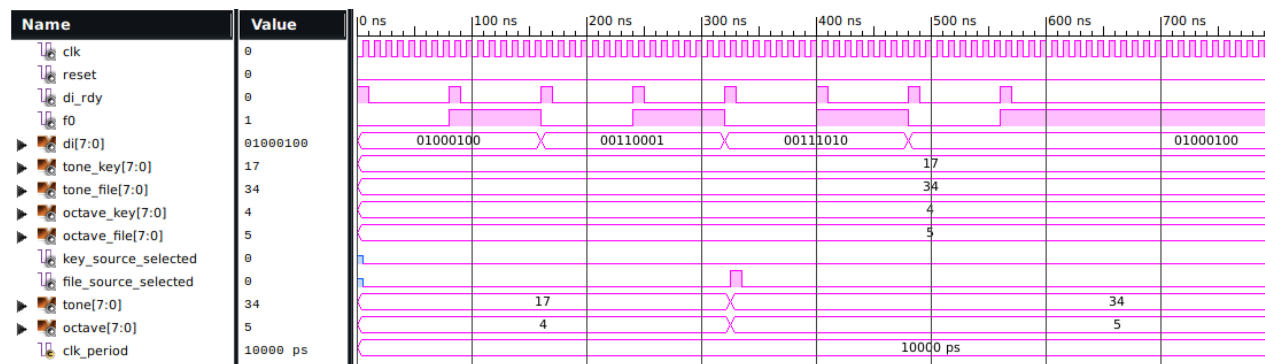 Name Value 0 ns 100 ns 200 ns 300 ns 400 ns 500 ns 600 ns 700 ns
clk 0
reset 0
di_rdy 0
f0 1
di[7:0] 01000100 01000100 00110001 00111010 01000100
tone_key[7:0] 17 17
tone_file[7:0] 34 34
octave_key[7:0] 4 4
octave_file[7:0] 5 5
key_source_selected 0
file_source_selected 0
tone[7:0] 34 17 34
octave[7:0] 5 4 5
clk_period 10000 ps 10000 ps